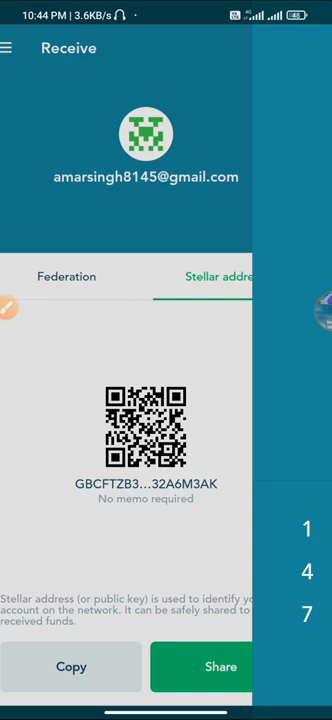 10:44 PM | 3.6KB/s
4G
48
Receive
amarsingh8145@gmail.com
Federation
Stellar addre
GBCFTZB3...32A6M3AK
No memo required
1
4
7
Stellar address (or public key) is used to identify yo
account on the network. It can be safely shared to
received funds.
Copy
Share